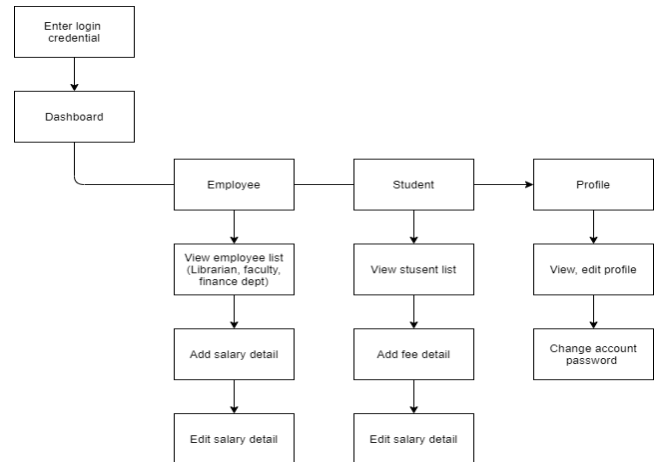 Enter login
credential
Dashboard
Employee
Student
Profile
View employee list
(Librarian, faculty,
finance dept)
View stusent list
View, edit profile
Add salary detail
Add fee detail
Change account
password
Edit salary detail
Edit salary detail